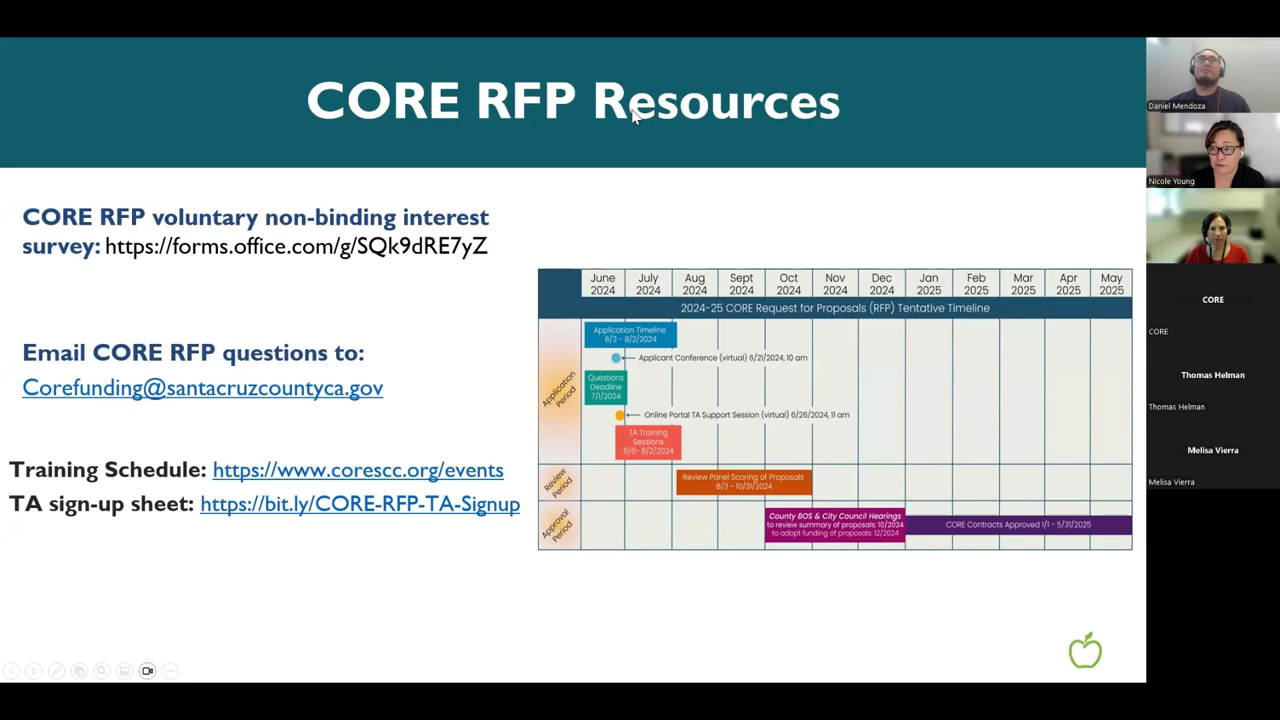 CORE RFP Resources
CORE RFP voluntary non-binding interest
survey: https://forms.office.com/g/SQk9dRE7yZ
Email CORE RFP questions to:
Corefunding@santacruzcountyca.gov
Training Schedule: https://www.corescc.org/events
TA sign-up sheet: https://bit.ly/CORE-RFP-TA-Signup
June 2024
July 2024
Aug 2024
Sept 2024
Oct 2024
Nov 2024
Dec 2024
Jan 2025
Feb 2025
Mar 2025
Apr 2025
May 2025
2024-25 CORE Request for Proposals (RFP) Tentative Timeline
Application Period
Application Timeline
6/3 - 8/2/2024
Applicant Conference (virtual) 6/21/2024, 10 am
Questions
Deadline
7/1/2024
Online Portal TA Support Session (virtual) 6/26/2024, 11 am
TA Training
Sessions
6/6- 8/2/2024
Review Period
Review Panel Scoring of Proposals
8/3 - 10/31/2024
Approval Period
County BOS & City Council Hearings
to review summary of proposals: 10/2024
to adopt funding of proposals: 12/2024
CORE Contracts Approved 1/1 - 5/31/2025
Daniel Mendoza
Nicole Young
CORE
CORE
Thomas Helman
Thomas Helman
Melisa Vierra
Melisa Vierra